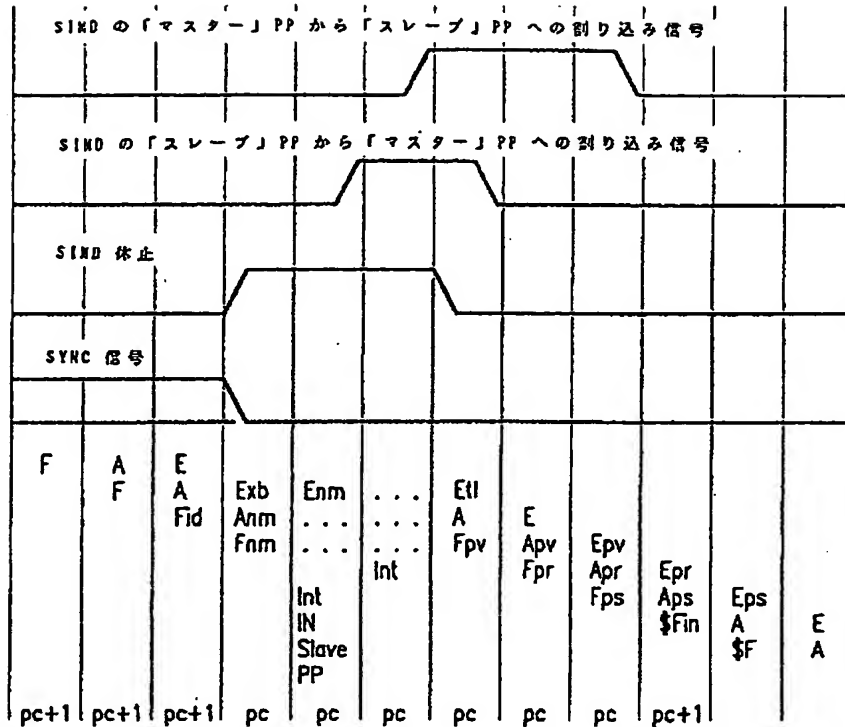 SIMD の「マスター」PP から「スレーブ」PP への割り込み信号
SIMD の「スレーブ」PP から「マスター」PP への割り込み信号
SIMD 休止
SYNC 信号
F A E
F A Exb Enm . . . Etl
Fid Anm . . . . . . A E
Fnm . . . . . . Fpv Apv Epv
Int Fpr Apr Epr
Int Fps Aps Eps
IN $Fin A E
Slave $F A
PP
pc+1 pc+1 pc+1 pc pc pc pc pc pc pc+1